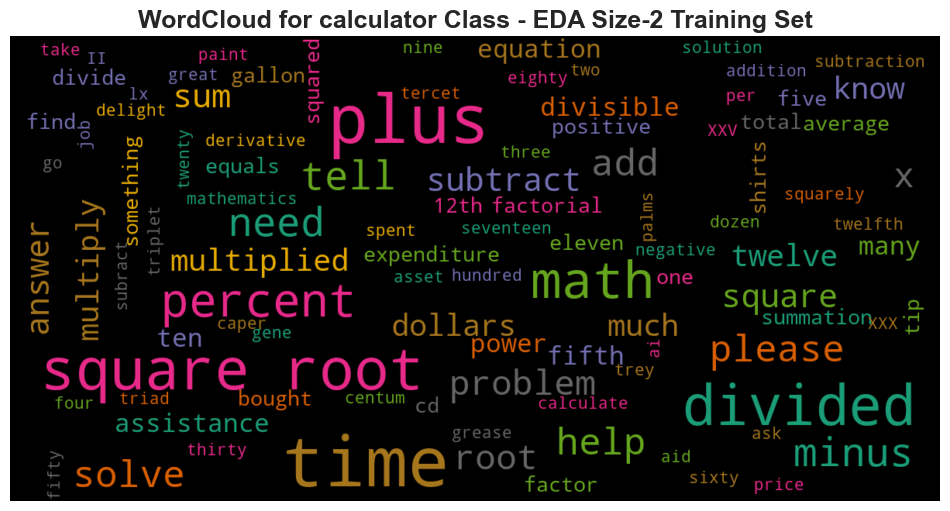 WordCloud for calculator Class - EDA Size-2 Training Set
take
II
paint
squared
nine
equation
solution
subtraction
divide
great
gallon
eighty
two
addition
lx
sum
tercet
per
five
know
delight
plus
divisible
find
job
derivative
positive
XXV
total
average
go
something
twenty
equals
tell
three
add
shirts
x
subtract
mathematics
squarely
12th factorial
palms
answer
multiply
triplet
need
spent
seventeen
dozen
twelfth
subract
multiplied
expenditure
eleven
negative
twelve
many
asset
hundred
math
one
percent
square
caper
gene
dollars
much
summation
XXX
tip
ten
power
fifth
ai
please
square root
problem
trey
four
triad
bought
centum
cd
calculate
divided
assistance
time
grease
help
ask
thirty
root
aid
minus
fifty
solve
factor
sixty
price